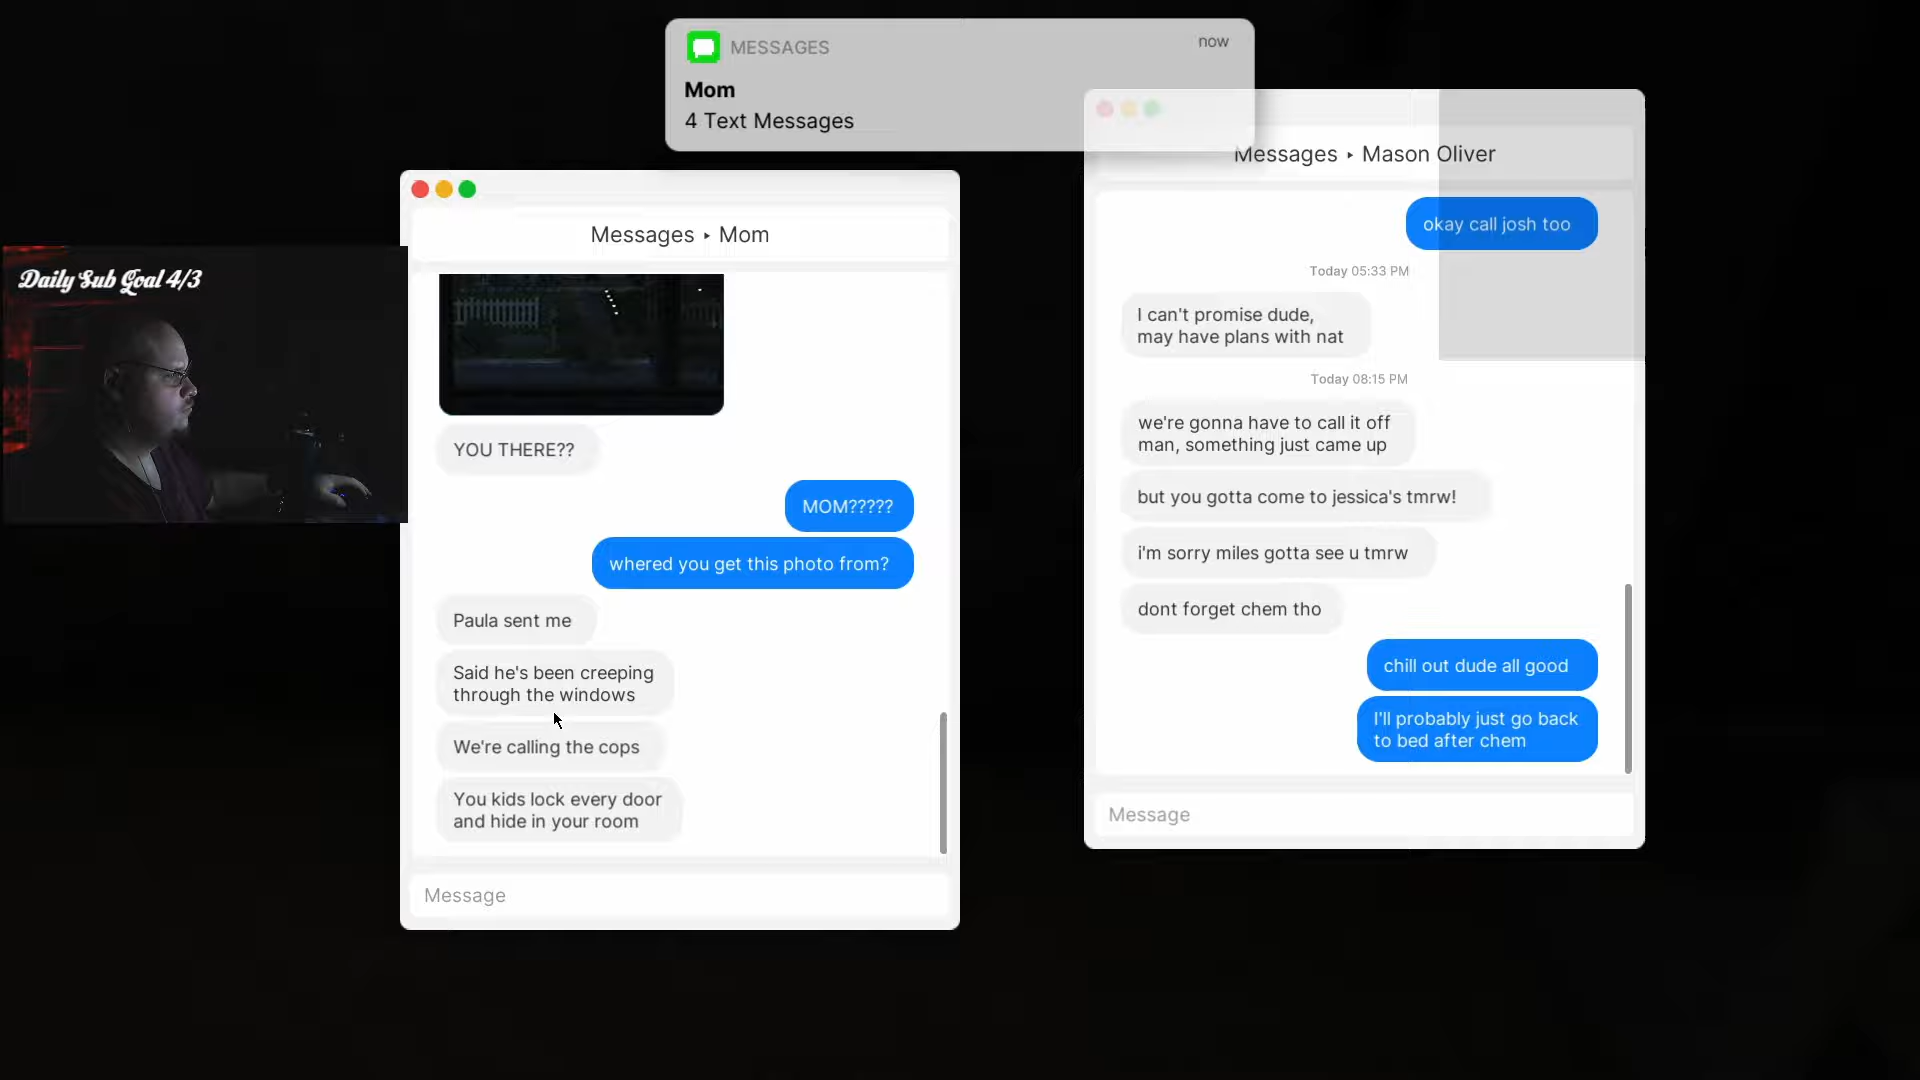 MESSAGES
now
Mom
4 Text Messages
Messages ▸ Mom
YOU THERE??
MOM?????
whered you get this photo from?
Paula sent me
Said he's been creeping
through the windows
We're calling the cops
You kids lock every door
and hide in your room
Message
Messages ▸ Mason Oliver
okay call josh too
Today 05:33 PM
I can't promise dude,
may have plans with nat
Today 08:15 PM
we're gonna have to call it off
man, something just came up
but you gotta come to jessica's tmrw!
i'm sorry miles gotta see u tmrw
dont forget chem tho
chill out dude all good
I'll probably just go back
to bed after chem
Message
Daily Sub Goal 4/3